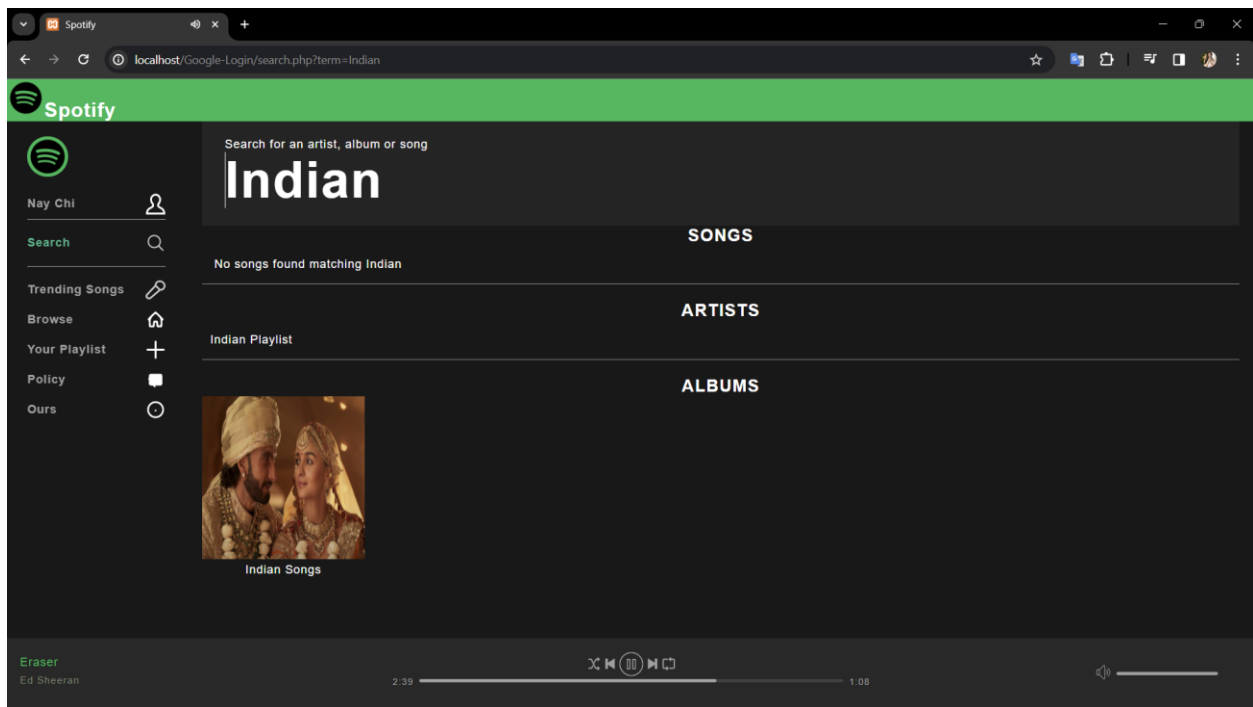 Spotify
localhost/Google-Login/search.php?term=Indian
Spotify
Nay Chi
Search
Trending Songs
Browse
Your Playlist
Policy
Ours
Search for an artist, album or song
Indian
SONGS
No songs found matching Indian
ARTISTS
Indian Playlist
ALBUMS
Indian Songs
Eraser
Ed Sheeran
2:39
1:08